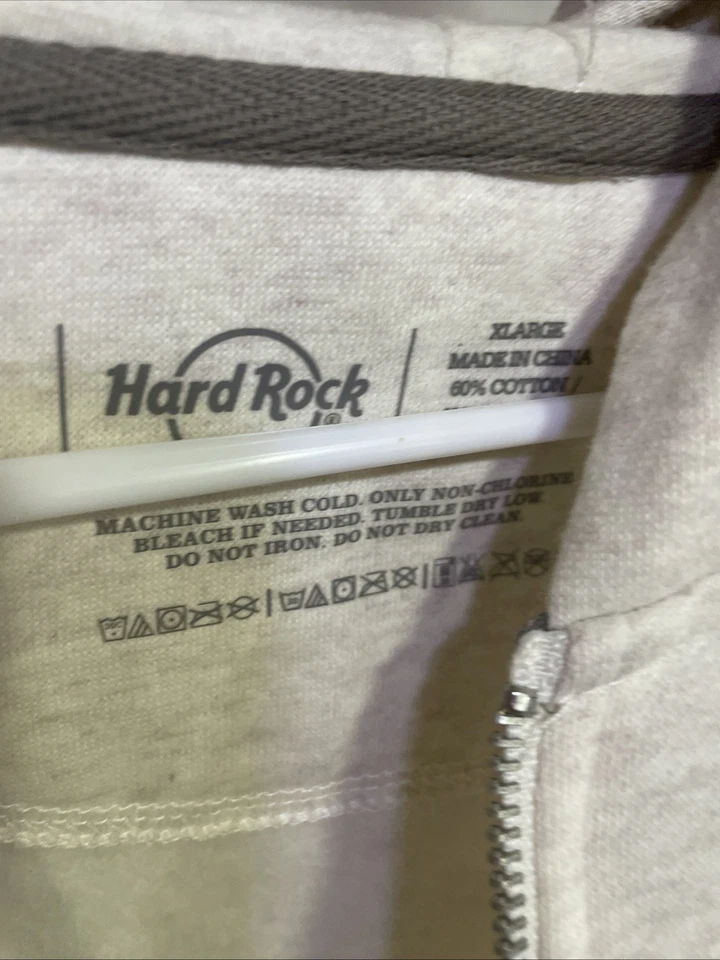 Hard Rock
®
XLARGE
MADE IN CHINA
60% COTTON /
MACHINE WASH COLD. ONLY NON-CHLORINE
BLEACH IF NEEDED. TUMBLE DRY LOW.
DO NOT IRON. DO NOT DRY CLEAN.